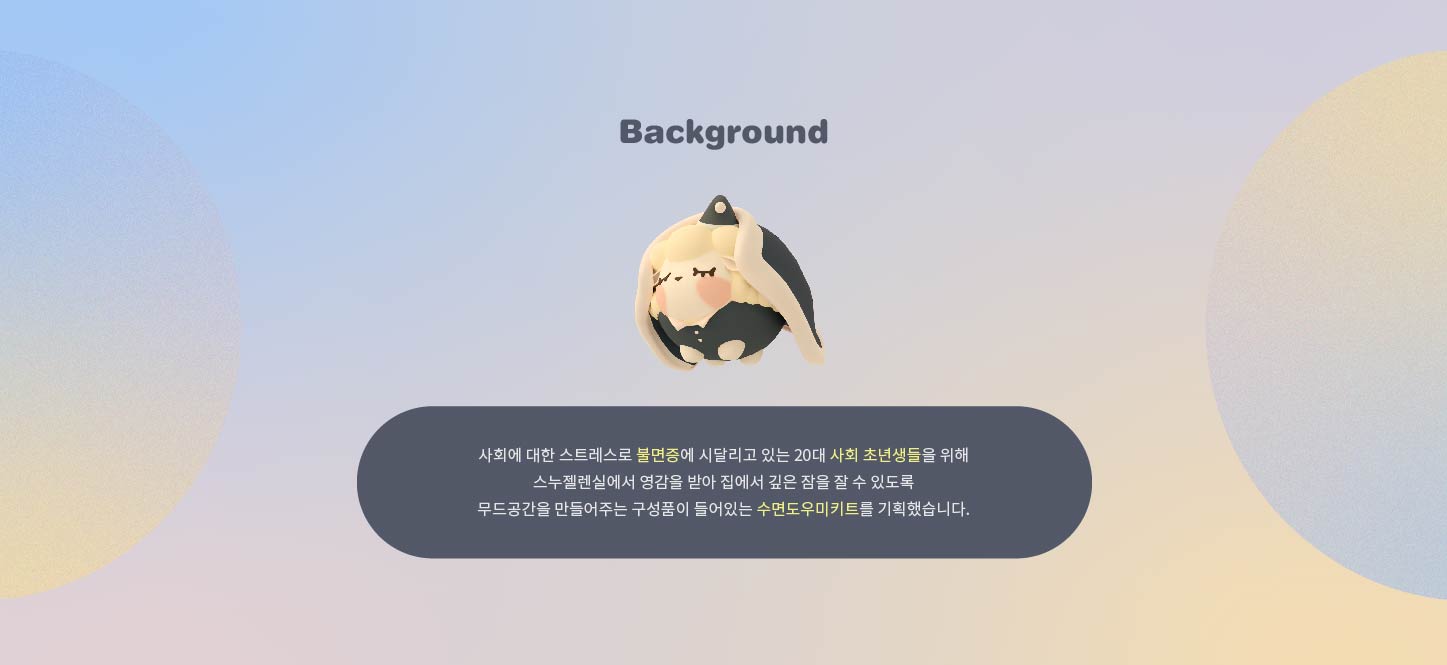 Background
사회에 대한 스트레스로 불면증에 시달리고 있는 20대 사회 초년생들을 위해
스누젤렌실에서 영감을 받아 집에서 깊은 잠을 잘 수 있도록
무드공간을 만들어주는 구성품이 들어있는 수면도우미키트를 기획했습니다.